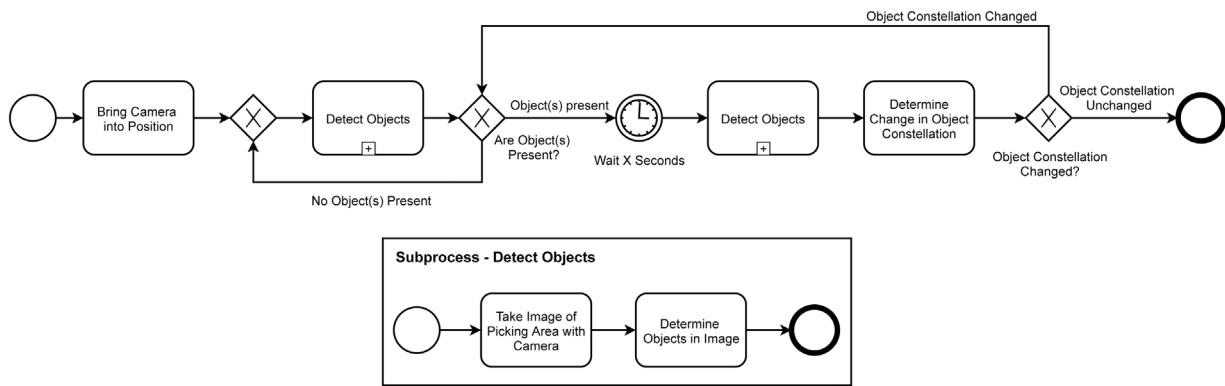 Object Constellation Changed
Bring Camera
into Position
Detect Objects
Object(s) present
Are Object(s)
Present?
No Object(s) Present
Wait X Seconds
Detect Objects
Determine
Change in Object
Constellation
Object Constellation
Unchanged
Object Constellation
Changed?
Subprocess - Detect Objects
Take Image of
Picking Area with
Camera
Determine
Objects in Image